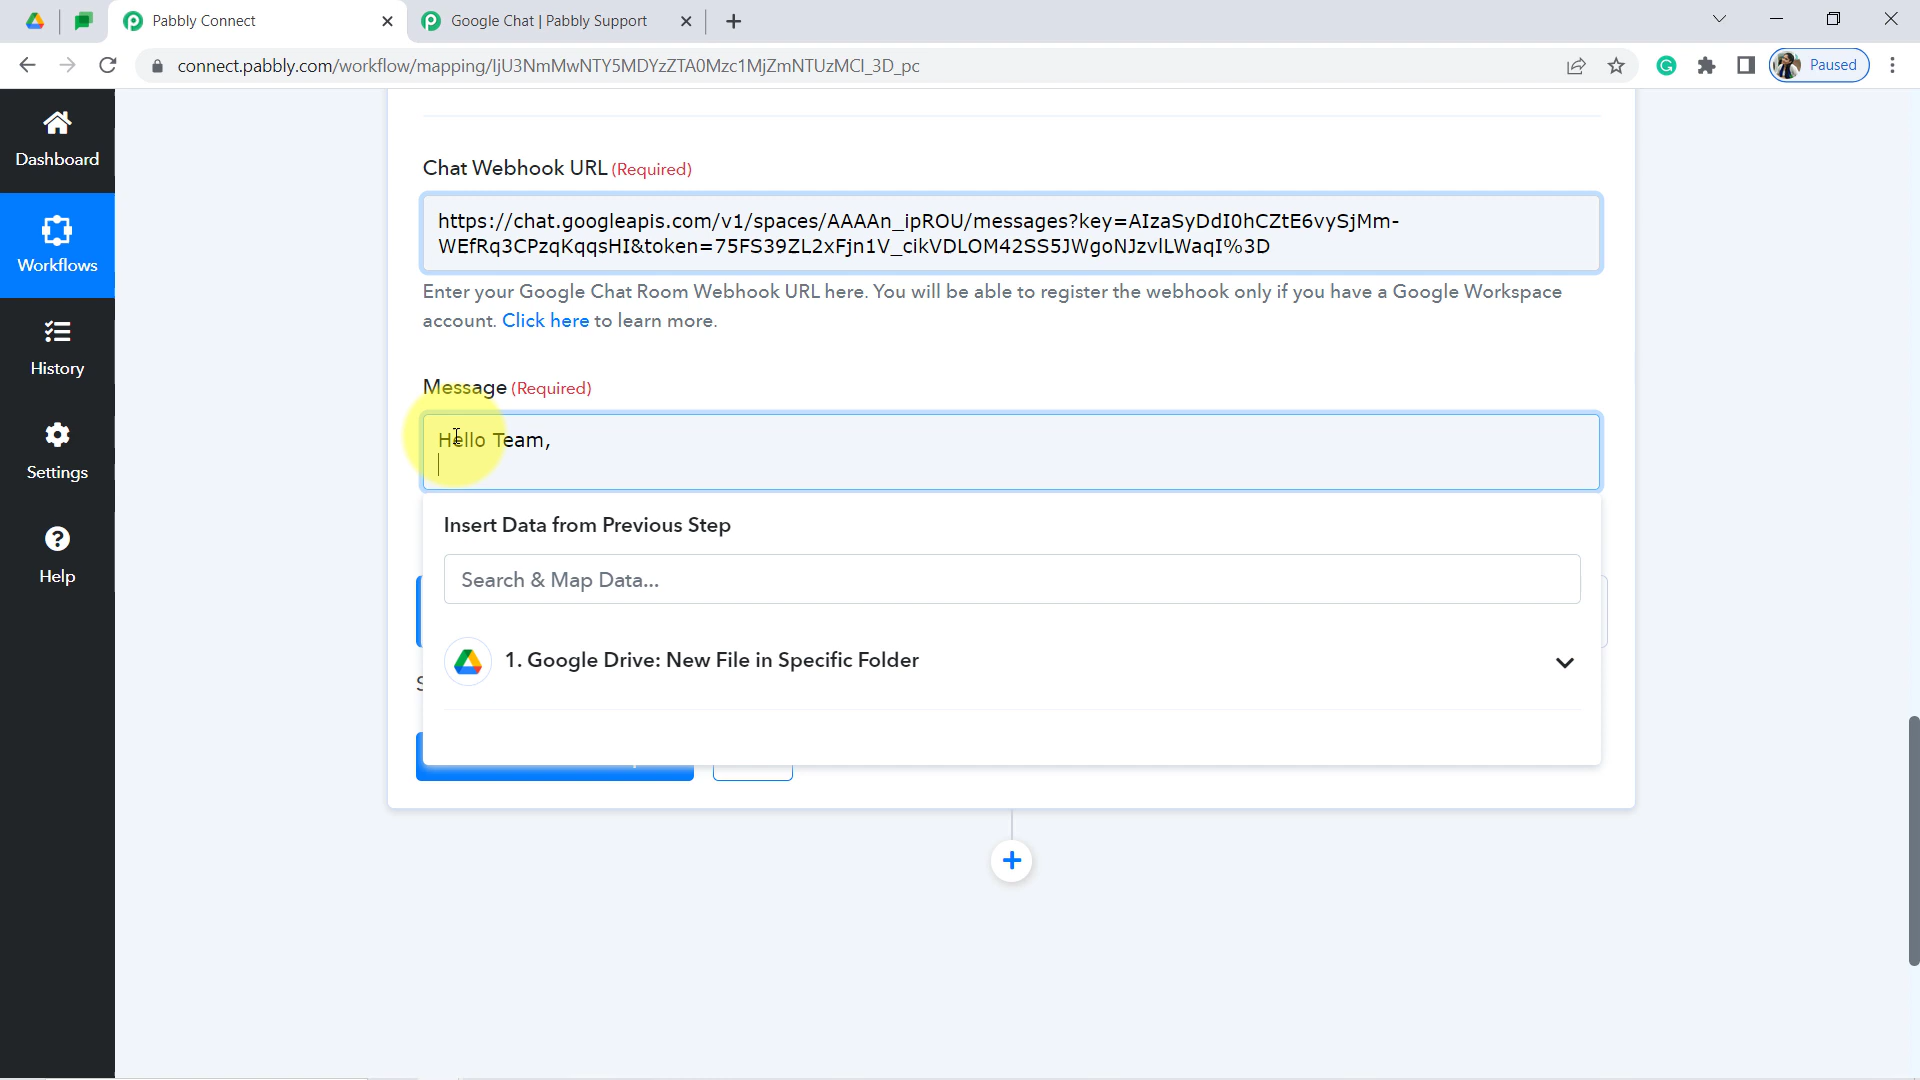 Pabbly Connect
Google Chat | Pabbly Support
connect.pabbly.com/workflow/mapping/IjU3NmMwNTY5MDYzZTA0Mzc1MjZmNTUzMCI_3D_pc
Paused
Dashboard
Workflows
History
Settings
Help
Chat Webhook URL (Required)
https://chat.googleapis.com/v1/spaces/AAAAn_ipROU/messages?key=AIzaSyDdI0hCZtE6vySjMm-
WEfRq3CPzqKqqsHI&token=75FS39ZL2xFjn1V_cikVDLOM42SS5JWgoNJzvlLWaqI%3D
Enter your Google Chat Room Webhook URL here. You will be able to register the webhook only if you have a Google Workspace
account. Click here to learn more.
Message (Required)
Hello Team,
Insert Data from Previous Step
Search & Map Data...
1. Google Drive: New File in Specific Folder